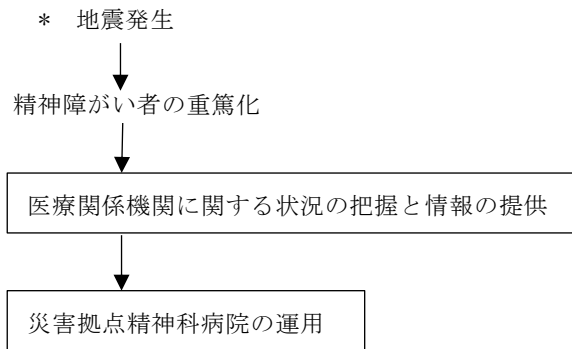 * 地震発生
精神障がい者の重篤化
医療関係機関に関する状況の把握と情報の提供
災害拠点精神科病院の運用